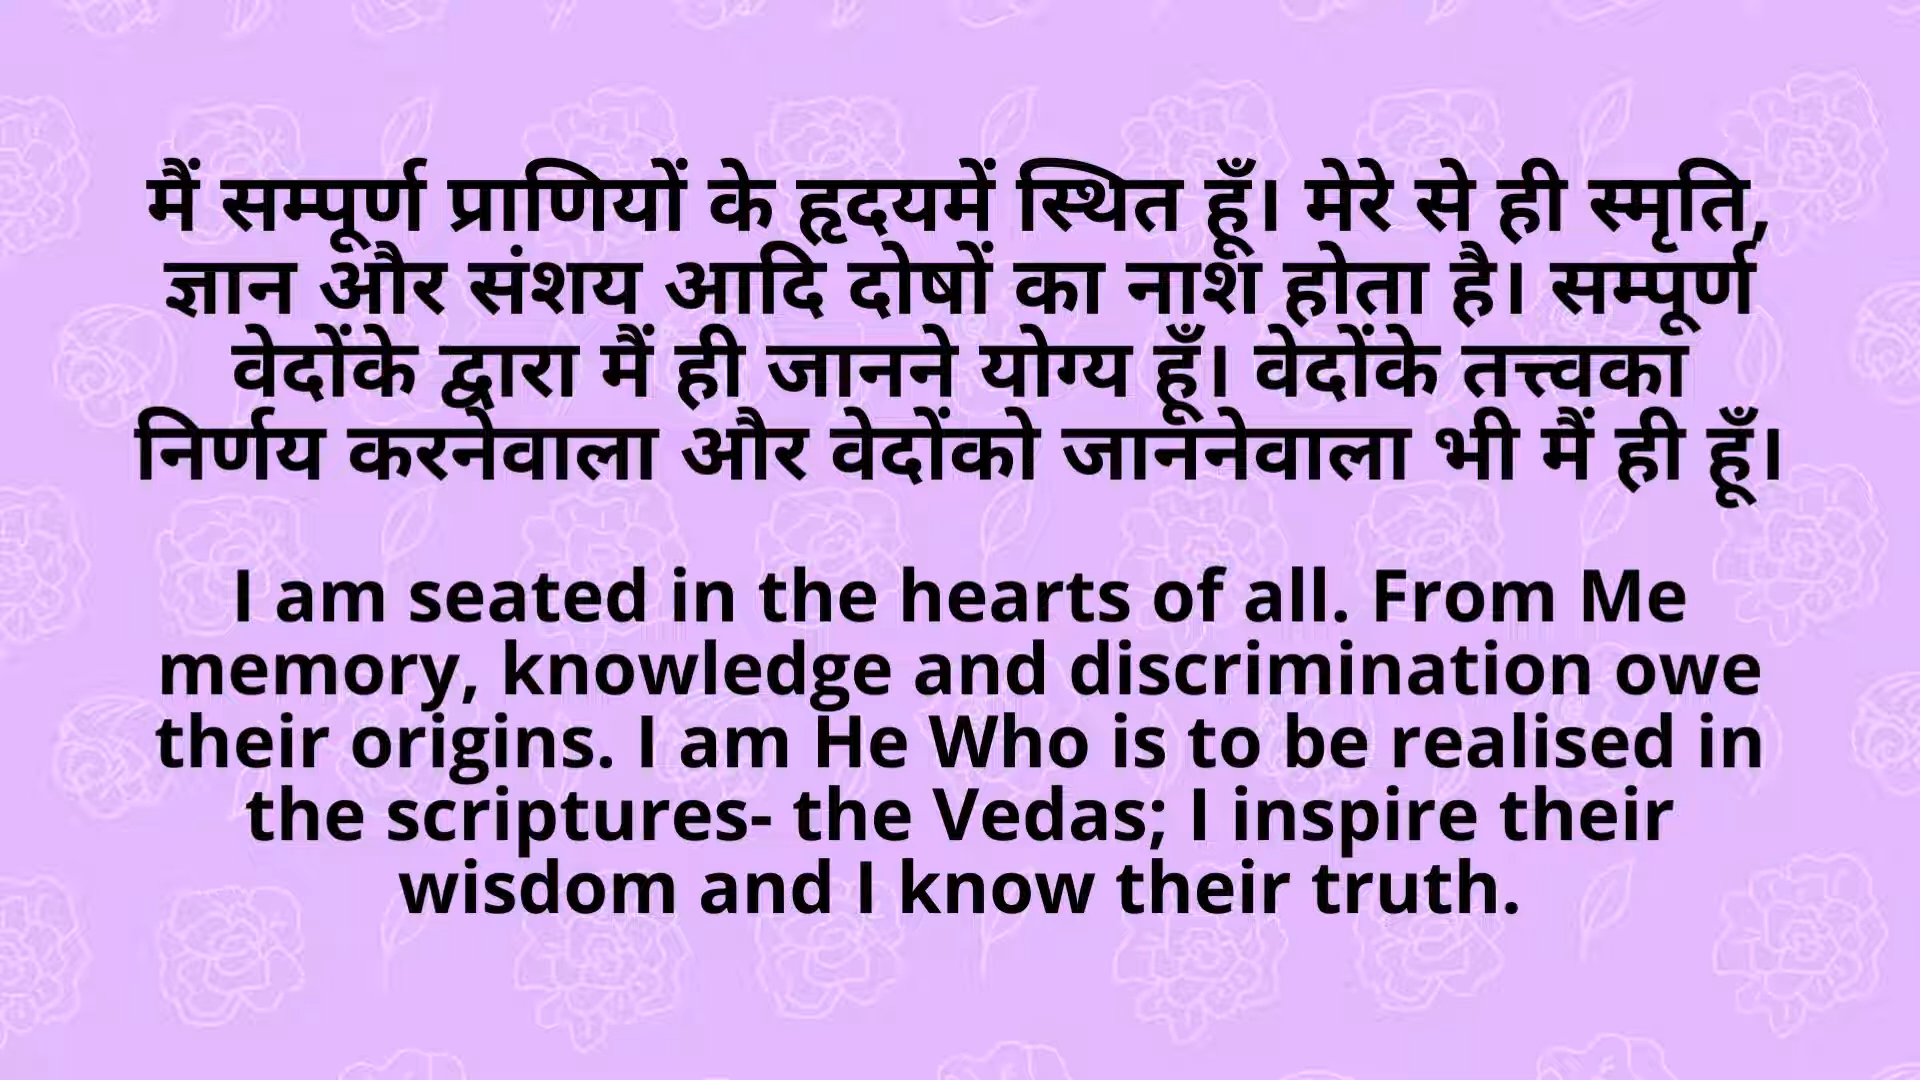 मैं सम्पूर्ण प्राणियों के हृदयमें स्थित हूँ। मेरे से ही स्मृति,
ज्ञान और संशय आदि दोषों का नाश होता है। सम्पूर्ण
वेदोंके द्वारा मैं ही जानने योग्य हूँ। वेदोंके तत्त्वका
निर्णय करनेवाला और वेदोंको जाननेवाला भी मैं ही हूँ।
I am seated in the hearts of all. From Me
memory, knowledge and discrimination owe
their origins. I am He Who is to be realised in
the scriptures- the Vedas; I inspire their
wisdom and I know their truth.